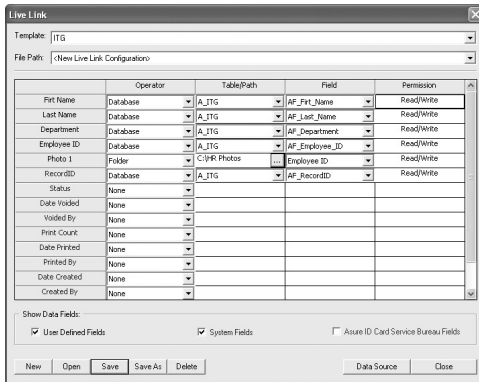 Live Link
Template: ITG
File Path: <New Live Link Configuration>
Operator Table/Path Field Permission
Firt Name Database A_ITG AF_Firt_Name Read/Write
Last Name Database A_ITG AF_Last_Name Read/Write
Department Database A_ITG AF_Department Read/Write
Employee ID Database A_ITG AF_Employee_ID Read/Write
Photo 1 Folder C:\HR Photos ... Employee ID Read/Write
RecordID Database A_ITG AF_RecordID Read/Write
Status None
Date Voided None
Voided By None
Print Count None
Date Printed None
Printed By None
Date Created None
Created By None
Show Data Fields:
User Defined Fields System Fields Asure ID Card Service Bureau Fields
New Open Save Save As Delete Data Source Close